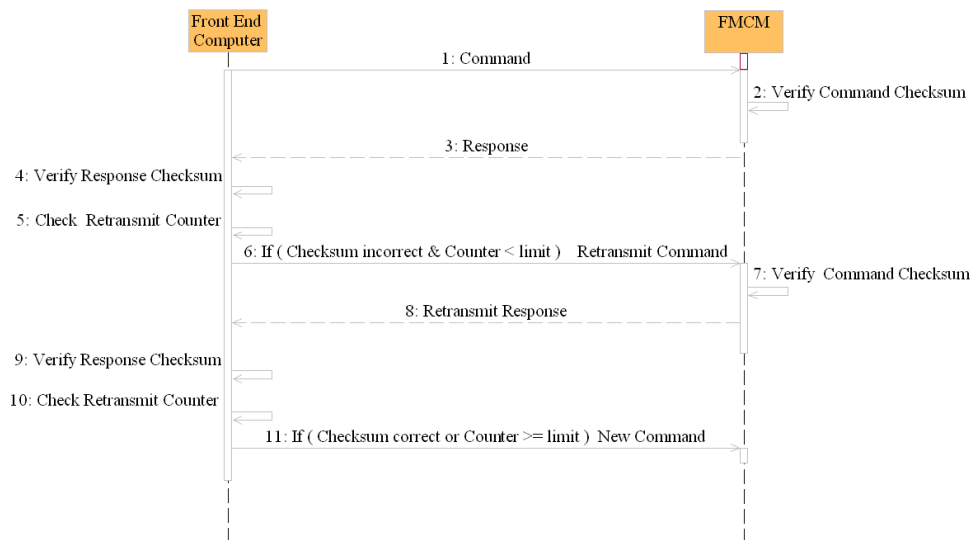 Front End
Computer
FMCM
1: Command
2: Verify Command Checksum
3: Response
4: Verify Response Checksum
5: Check Retransmit Counter
6: If ( Checksum incorrect & Counter < limit ) Retransmit Command
7: Verify Command Checksum
8: Retransmit Response
9: Verify Response Checksum
10: Check Retransmit Counter
11: If ( Checksum correct or Counter >= limit ) New Command